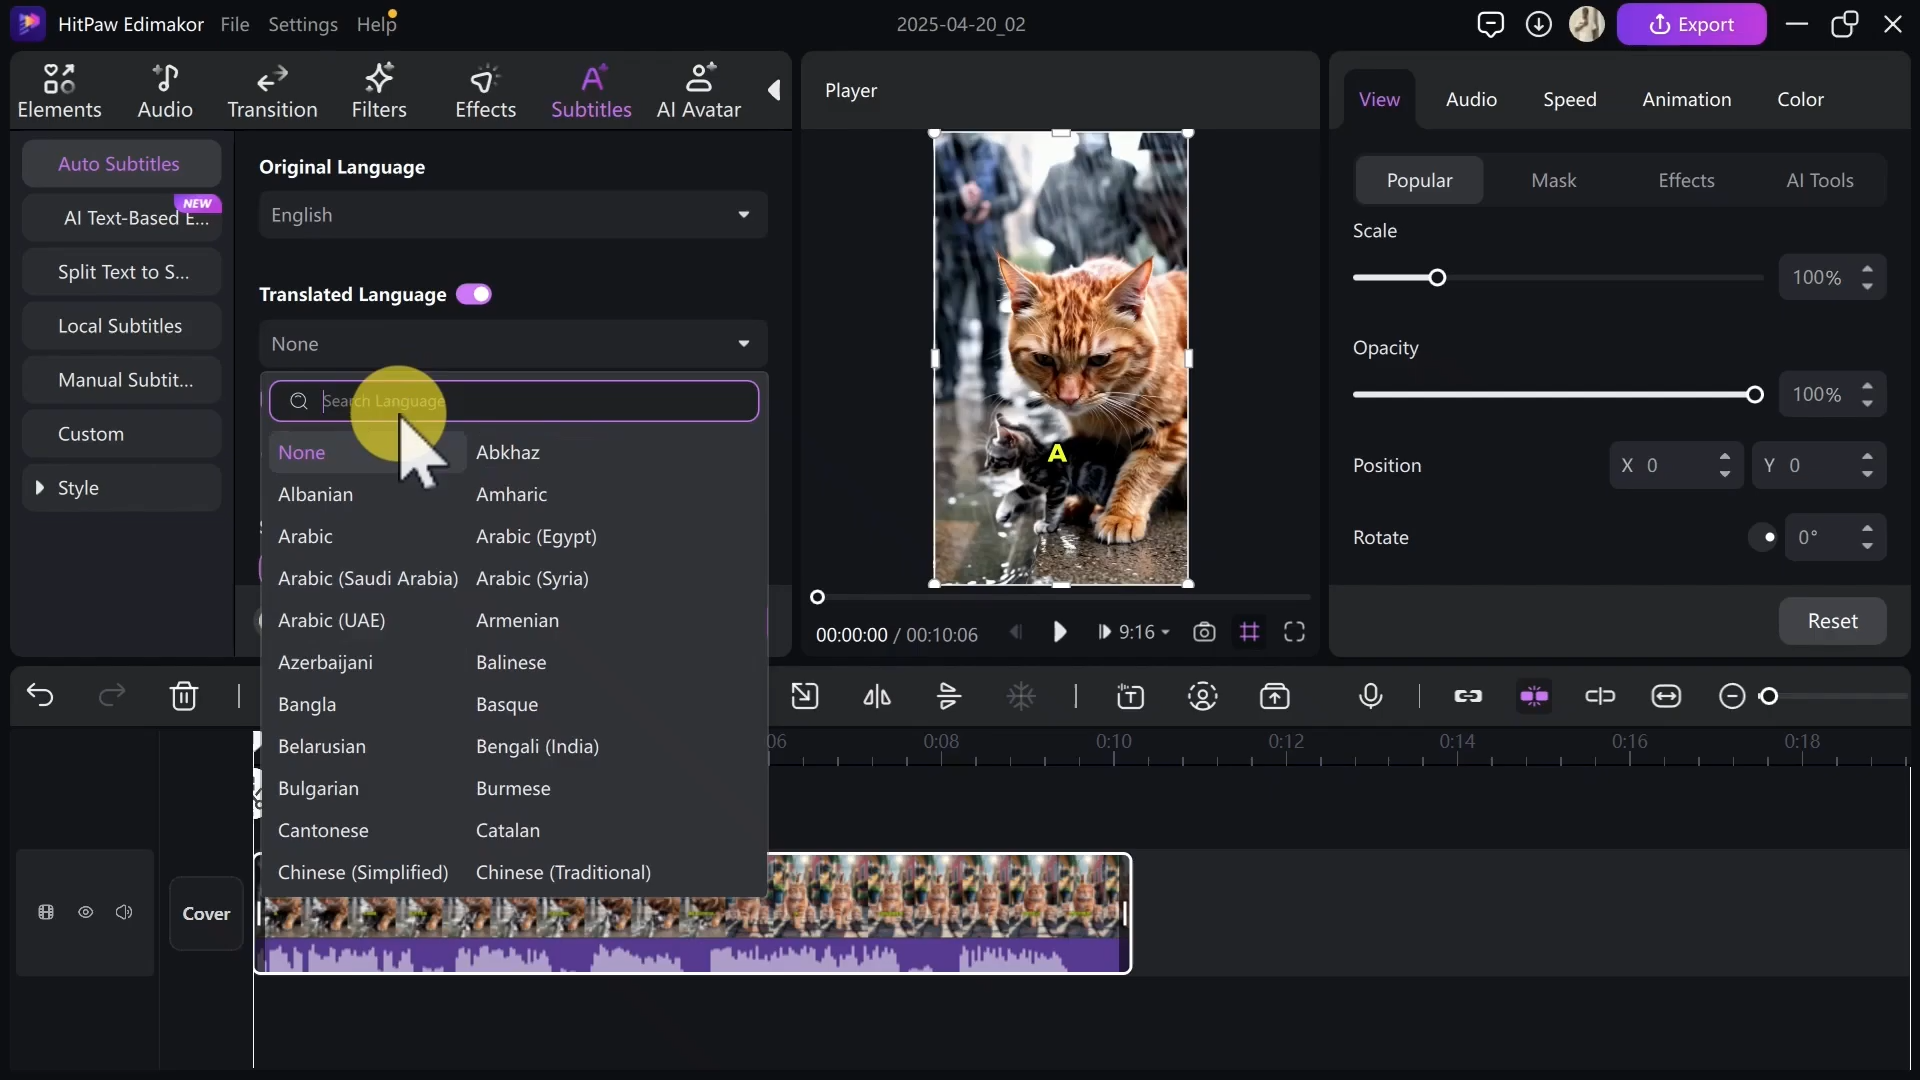 HitPaw Edimakor File Settings Help
2025-04-20_02
Export
Elements
Audio
Transition
Filters
Effects
Subtitles
AI Avatar
Auto Subtitles
NEW
AI Text-Based E...
Split Text to S...
Local Subtitles
Manual Subtit...
Custom
Style
Original Language
English
Translated Language
None
Search Language
None Abkhaz
Albanian Amharic
Arabic Arabic (Egypt)
Arabic (Saudi Arabia) Arabic (Syria)
Arabic (UAE) Armenian
Azerbaijani Balinese
Bangla Basque
Belarusian Bengali (India)
Bulgarian Burmese
Cantonese Catalan
Chinese (Simplified) Chinese (Traditional)
Player
A
00:00:00 / 00:10:06
9:16
View Audio Speed Animation Color
Popular Mask Effects AI Tools
Scale
100%
Opacity
100%
Position X 0 Y 0
Rotate 0°
Reset
06 0:08 0:10 0:12 0:14 0:16 0:18
Cover